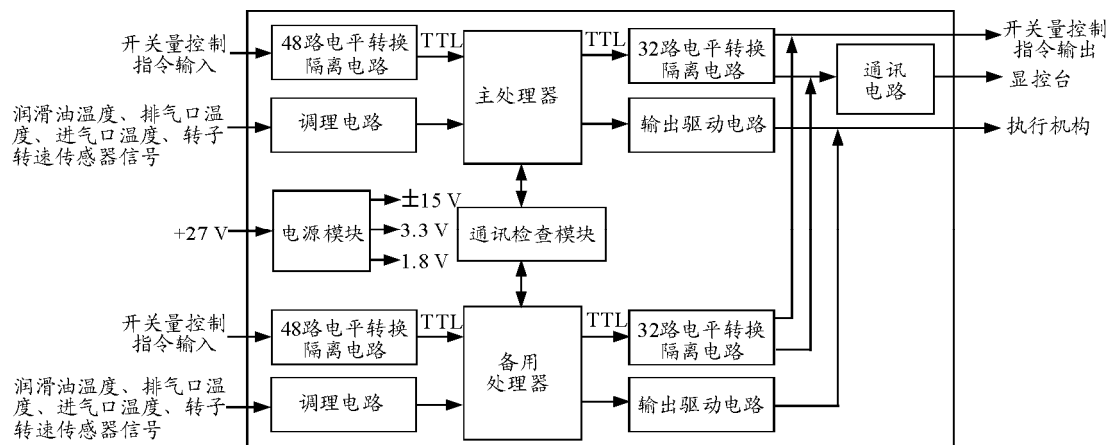 开关量控制
指令输入
48路电平转换
隔离电路
TTL
主处理器
TTL
32路电平转换
隔离电路
通讯
电路
开关量控制
指令输出
显控台
润滑油温度、排气口温
度、进气口温度、转子
转速传感器信号
调理电路
输出驱动电路
执行机构
+27 V
电源模块
±15 V
3.3 V
1.8 V
通讯检查模块
开关量控制
指令输入
48路电平转换
隔离电路
TTL
备用
处理器
TTL
32路电平转换
隔离电路
润滑油温度、排气口温
度、进气口温度、转子
转速传感器信号
调理电路
输出驱动电路